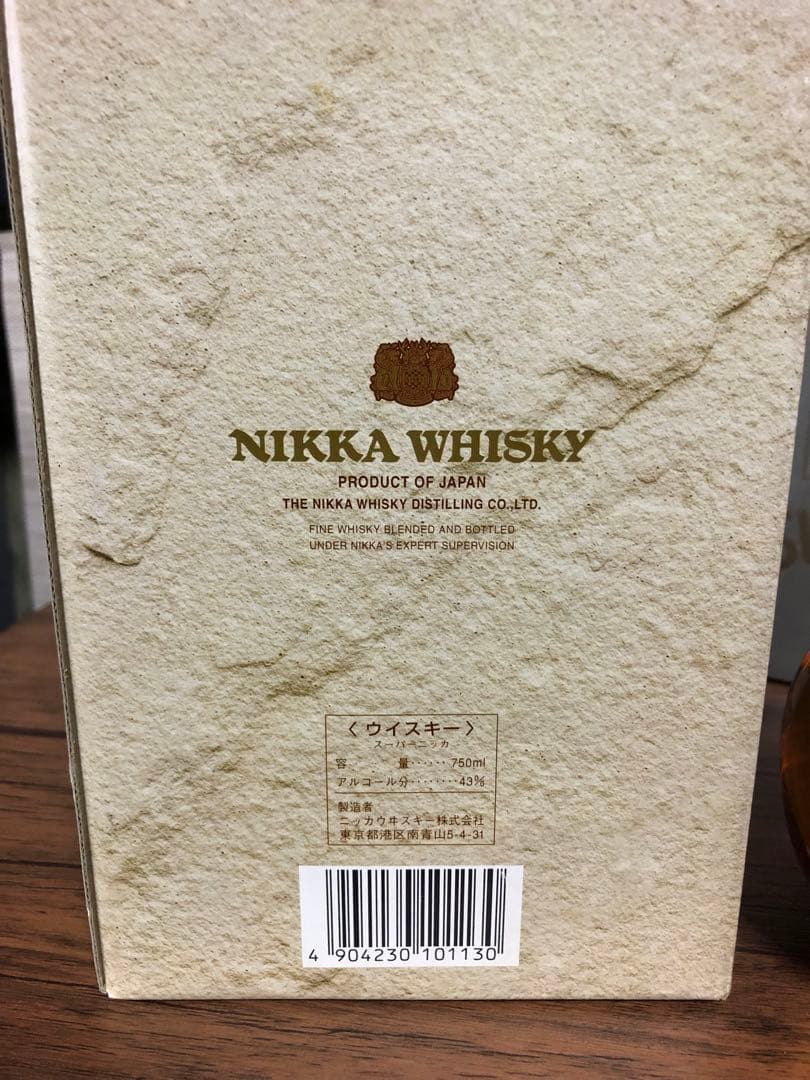 NIKKA WHISKY
PRODUCT OF JAPAN
THE NIKKA WHISKY DISTILLING CO.,LTD.
FINE WHISKY BLENDED AND BOTTLED
UNDER NIKKA'S EXPERT SUPERVISION
〈ウイスキー〉
スーパーニッカ
容　　　量‥‥‥750ml
アルコール分‥‥‥‥43%
製造者
ニッカウヰスキー株式会社
東京都港区南青山5-4-31
4 904230 101130